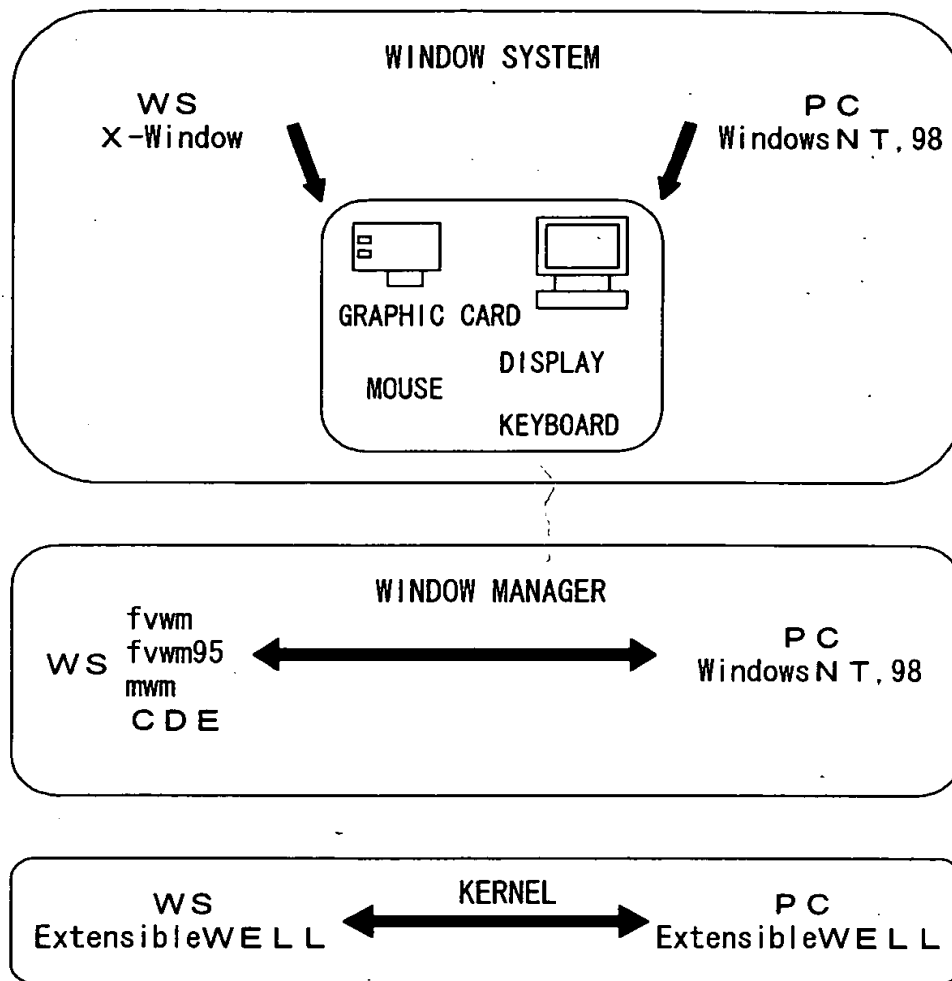 WINDOW SYSTEM
WS
X-Window
PC
WindowsNT,98
GRAPHIC CARD
DISPLAY
MOUSE
KEYBOARD
WINDOW MANAGER
WS
fvwm
fvwm95
mwm
CDE
PC
WindowsNT,98
KERNEL
WS
ExtensibleWELL
PC
ExtensibleWELL